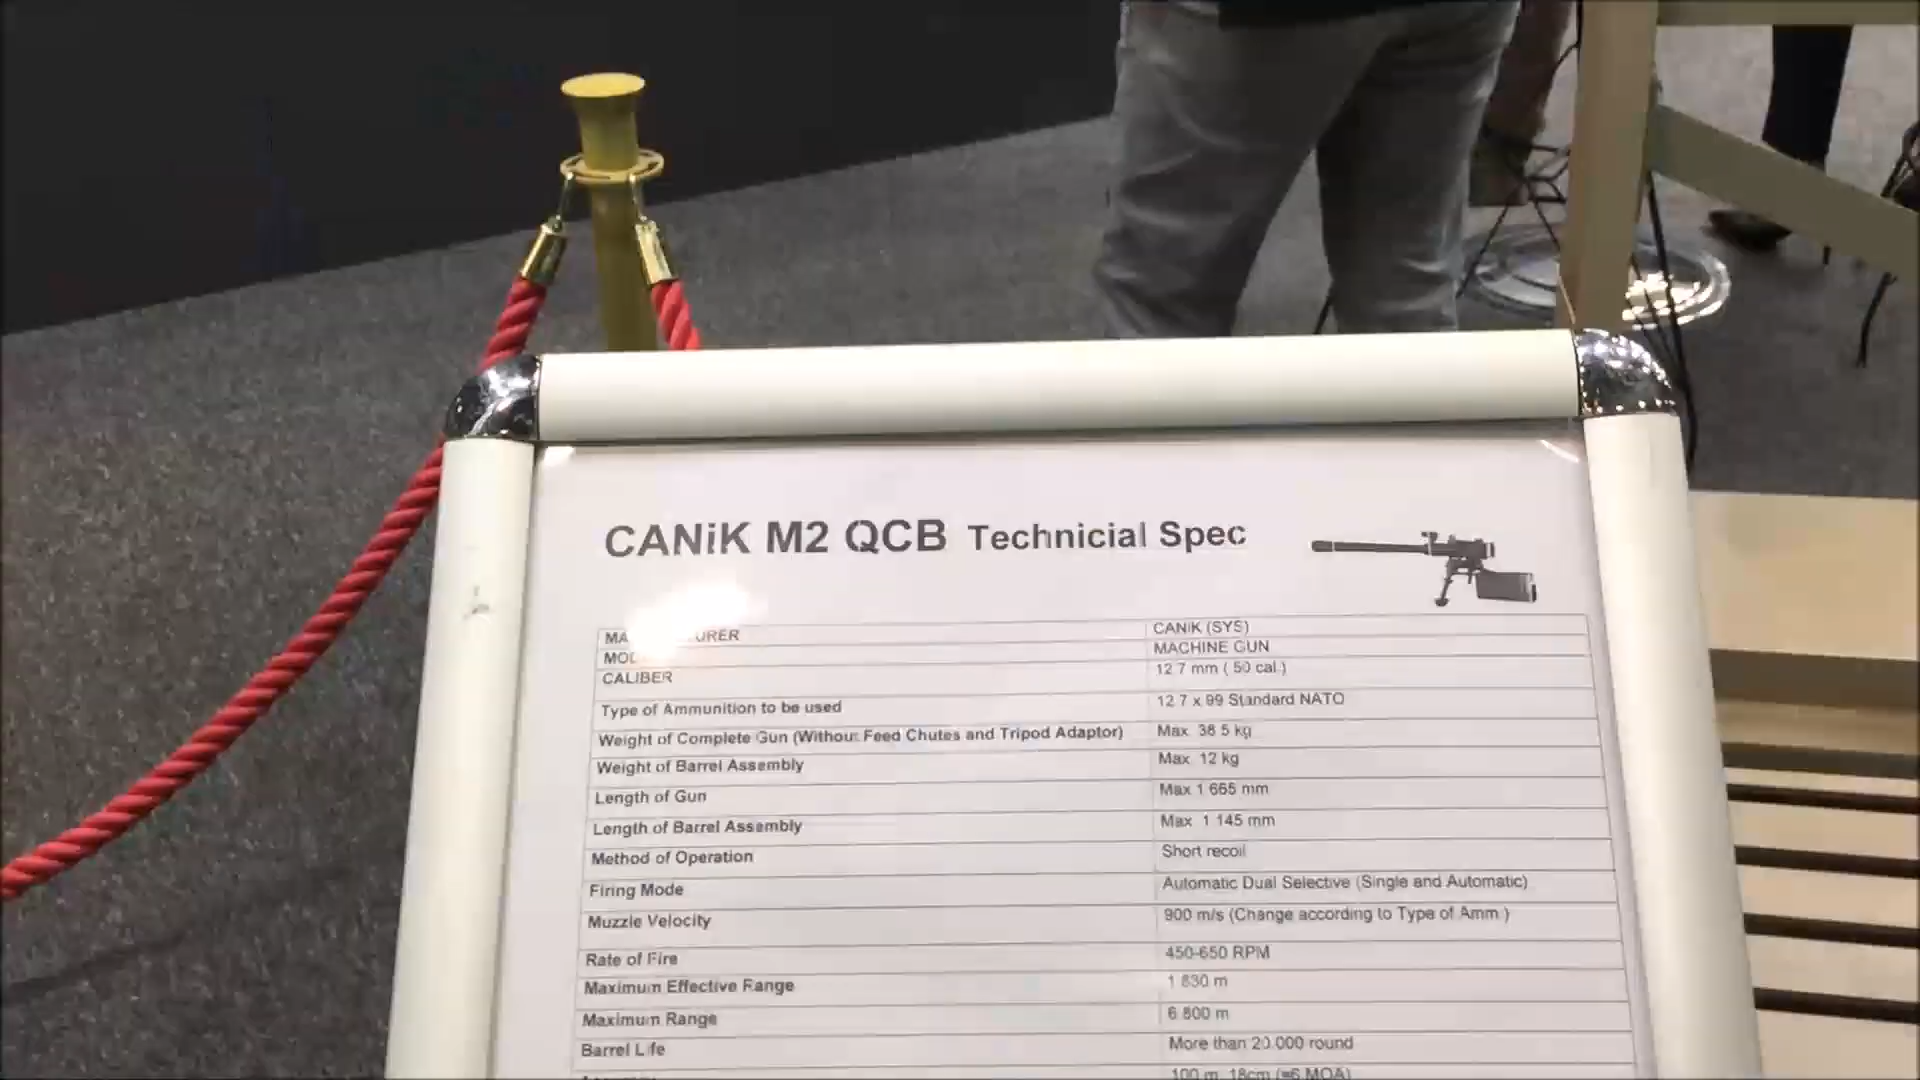 CANiK M2 QCB Technicial Spec
CANiK (SYS)
MACHINE GUN
CALIBER 12.7 mm ( 50 cal.)
Type of Ammunition to be used 12.7 x 99 Standard NATO
Weight of Complete Gun (Without Feed Chutes and Tripod Adaptor) Max. 38.5 kg
Weight of Barrel Assembly Max. 12 kg
Length of Gun Max 1.665 mm
Length of Barrel Assembly Max. 1.145 mm
Method of Operation Short recoil
Firing Mode Automatic Dual Selective (Single and Automatic)
Muzzle Velocity 900 m/s (Change according to Type of Amm.)
Rate of Fire 450-650 RPM
Maximum Effective Range 1.830 m
Maximum Range 6.800 m
Barrel Life More than 20.000 round
100 m, 18cm (≈6 MOA)